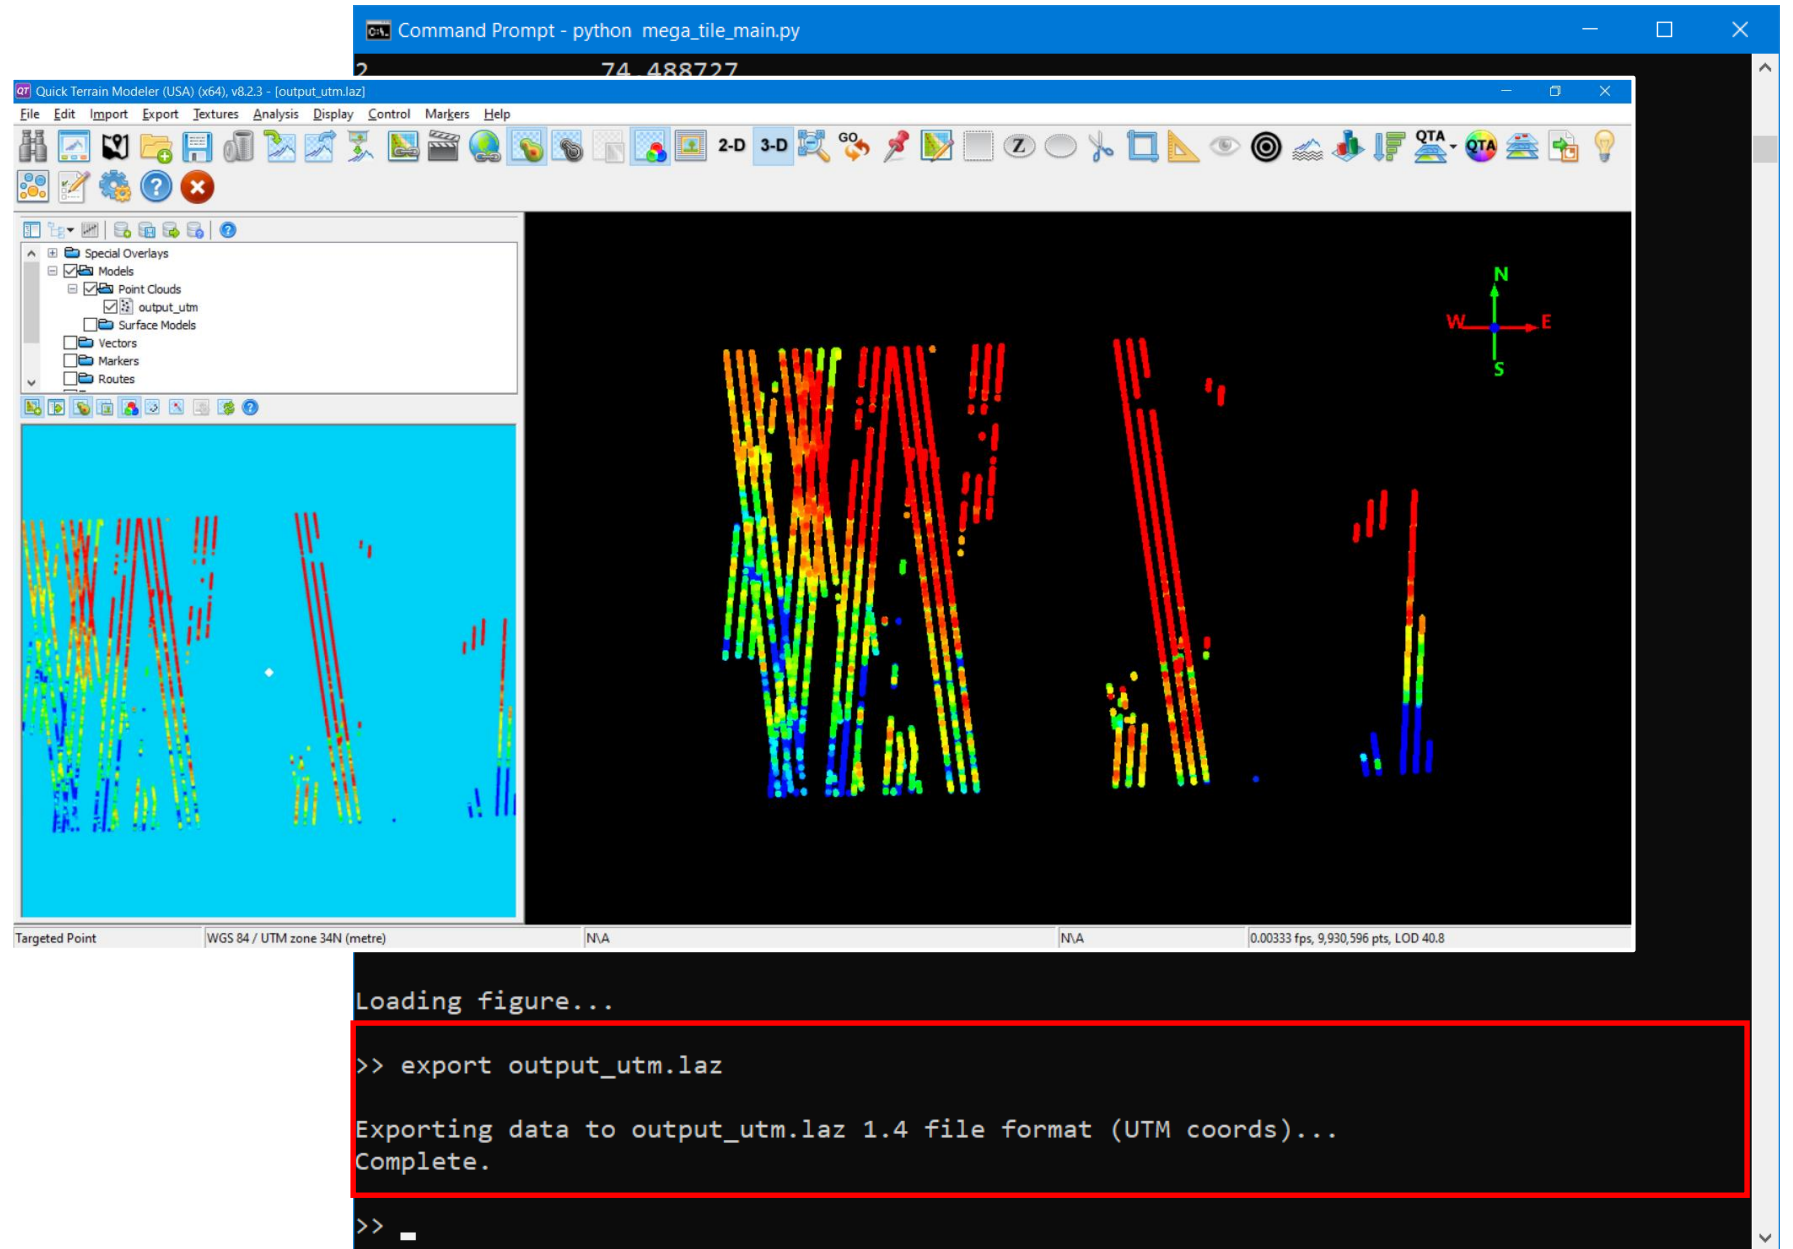 Command Prompt - python  mega_tile_main.py
2 74.488727
Quick Terrain Modeler (USA) (x64), v8.2.3 - [output_utm.laz]
File Edit Import Export Textures Analysis Display Control Markers Help
2-D 3-D GO Z QTA QTA
Special Overlays
Models
Point Clouds
output_utm
Surface Models
Vectors
Markers
Routes
N
W E
S
Targeted Point WGS 84 / UTM zone 34N (metre) N\A N\A 0.00333 fps, 9,930,596 pts, LOD 40.8
Loading figure...
>> export output_utm.laz
Exporting data to output_utm.laz 1.4 file format (UTM coords)...
Complete.
>>